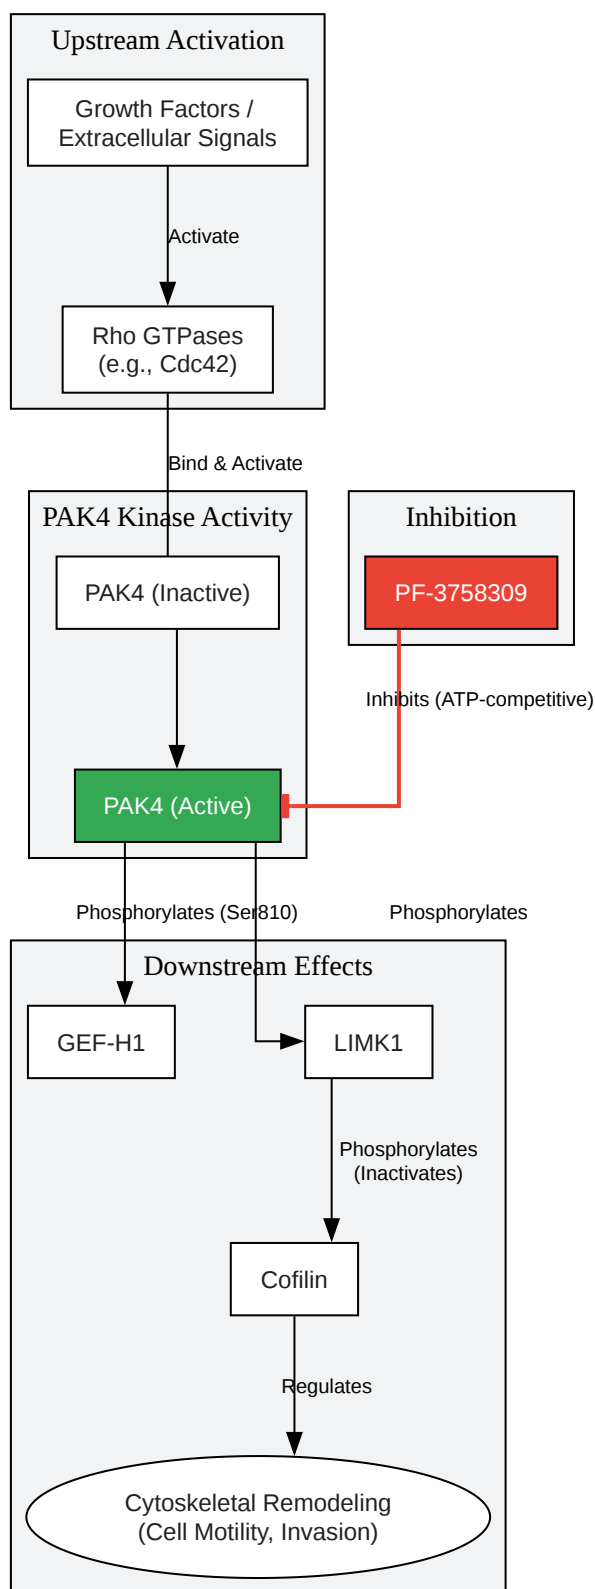 Upstream Activation
Growth Factors /
Extracellular Signals
Activate
Rho GTPases
(e.g., Cdc42)
Bind & Activate
PAK4 Kinase Activity
Inhibition
PAK4 (Inactive)
PF-3758309
Inhibits (ATP-competitive)
PAK4 (Active)
Phosphorylates (Ser810)
Phosphorylates
Downstream Effects
GEF-H1
LIMK1
Phosphorylates
(Inactivates)
Cofilin
Regulates
Cytoskeletal Remodeling
(Cell Motility, Invasion)